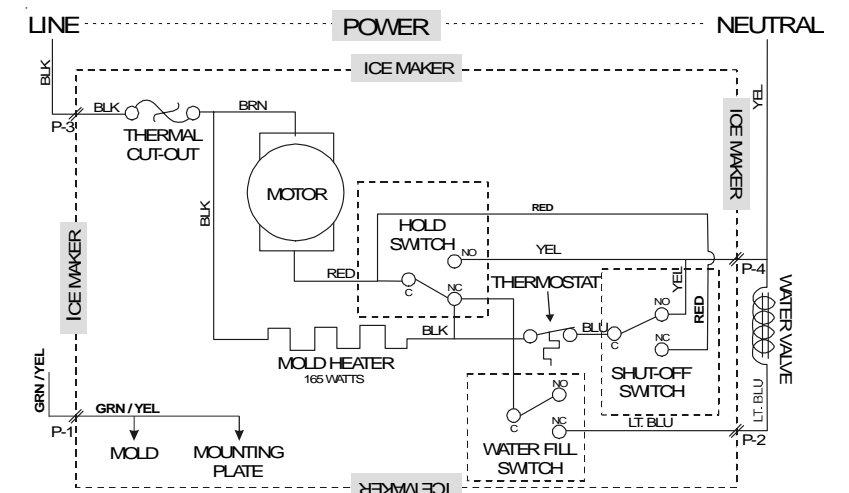 LINE
POWER
NEUTRAL
ICE MAKER
BLK
YEL
BLK
BRN
P-3
THERMAL
CUT-OUT
ICE MAKER
MOTOR
BLK
HOLD
SWITCH
RED
NO
YEL
ICE MAKER
RED
C
NC
THERMOSTAT
P-4
YEL
RED
NO
WATER VALVE
BLK
BLU
C
NC
MOLD HEATER
165 WATTS
SHUT-OFF
SWITCH
GRN / YEL
GRN / YEL
NO
LT. BLU
P-1
C
NC
LT. BLU
P-2
MOLD
MOUNTING
PLATE
WATER FILL
SWITCH
ICE MAKER